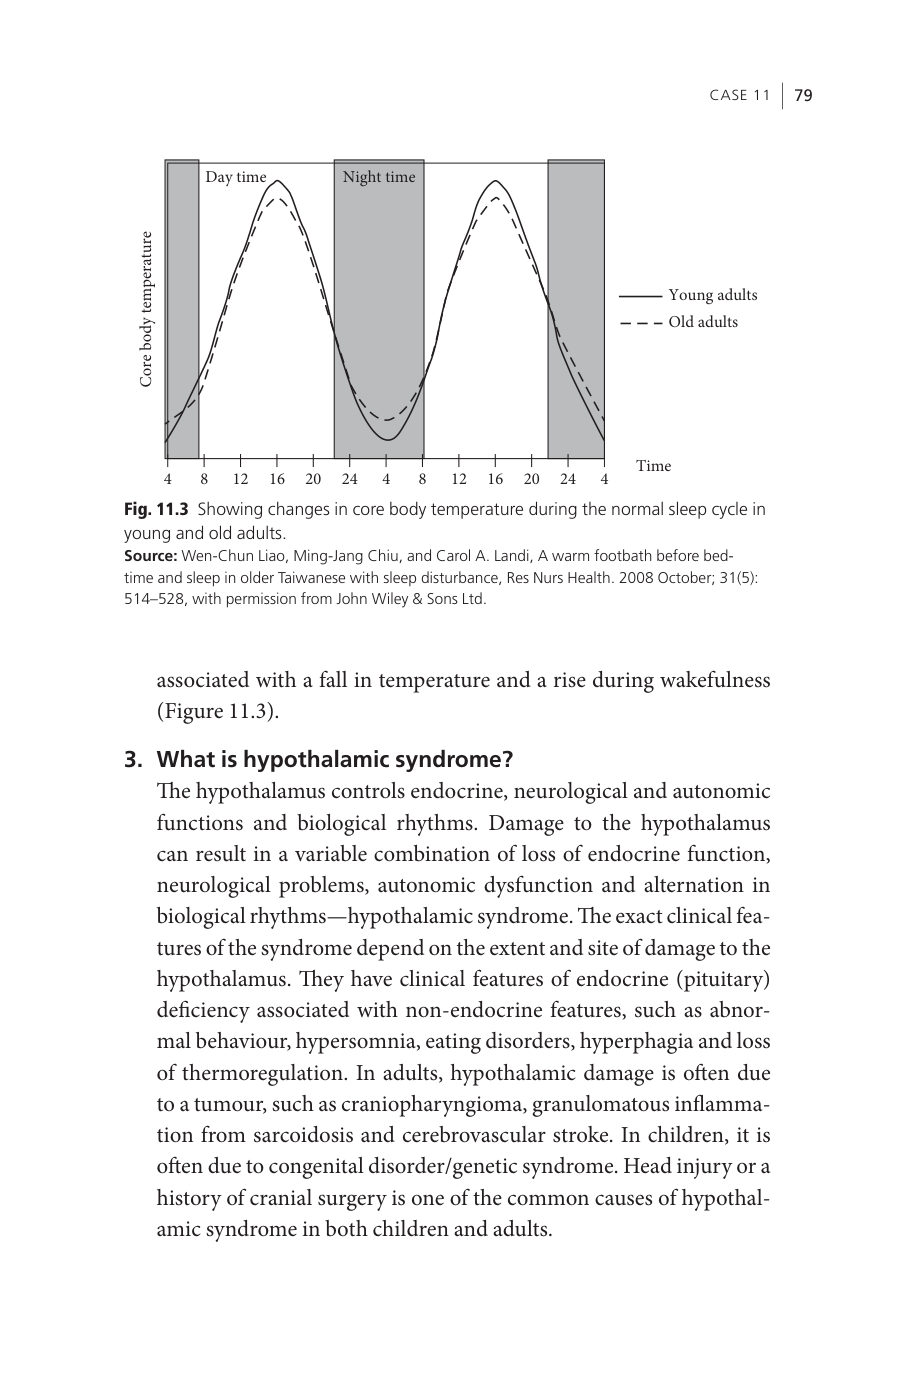 CASE 11 79
Day time
Night time
Core body temperature
Young adults
Old adults
4 8 12 16 20 24 4 8 12 16 20 24 4
Time
Fig. 11.3 Showing changes in core body temperature during the normal sleep cycle in
young and old adults.
Source: Wen-Chun Liao, Ming-Jang Chiu, and Carol A. Landi, A warm footbath before bed-
time and sleep in older Taiwanese with sleep disturbance, Res Nurs Health. 2008 October; 31(5):
514–528, with permission from John Wiley & Sons Ltd.
associated with a fall in temperature and a rise during wakefulness
(Figure 11.3).
3. What is hypothalamic syndrome?
The hypothalamus controls endocrine, neurological and autonomic
functions and biological rhythms. Damage to the hypothalamus
can result in a variable combination of loss of endocrine function,
neurological problems, autonomic dysfunction and alternation in
biological rhythms—hypothalamic syndrome. The exact clinical fea-
tures of the syndrome depend on the extent and site of damage to the
hypothalamus. They have clinical features of endocrine (pituitary)
deficiency associated with non-endocrine features, such as abnor-
mal behaviour, hypersomnia, eating disorders, hyperphagia and loss
of thermoregulation. In adults, hypothalamic damage is often due
to a tumour, such as craniopharyngioma, granulomatous inflamma-
tion from sarcoidosis and cerebrovascular stroke. In children, it is
often due to congenital disorder/genetic syndrome. Head injury or a
history of cranial surgery is one of the common causes of hypothal-
amic syndrome in both children and adults.